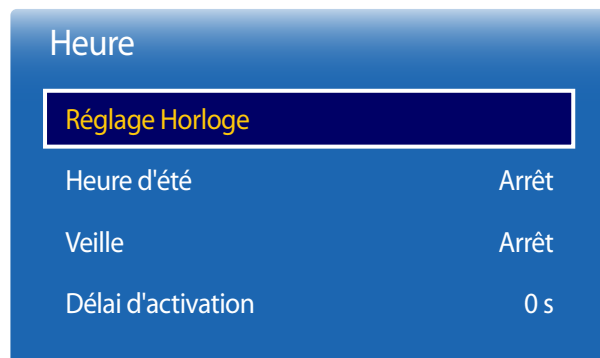 Heure
Réglage Horloge
Heure d'été Arrêt
Veille Arrêt
Délai d'activation 0 s